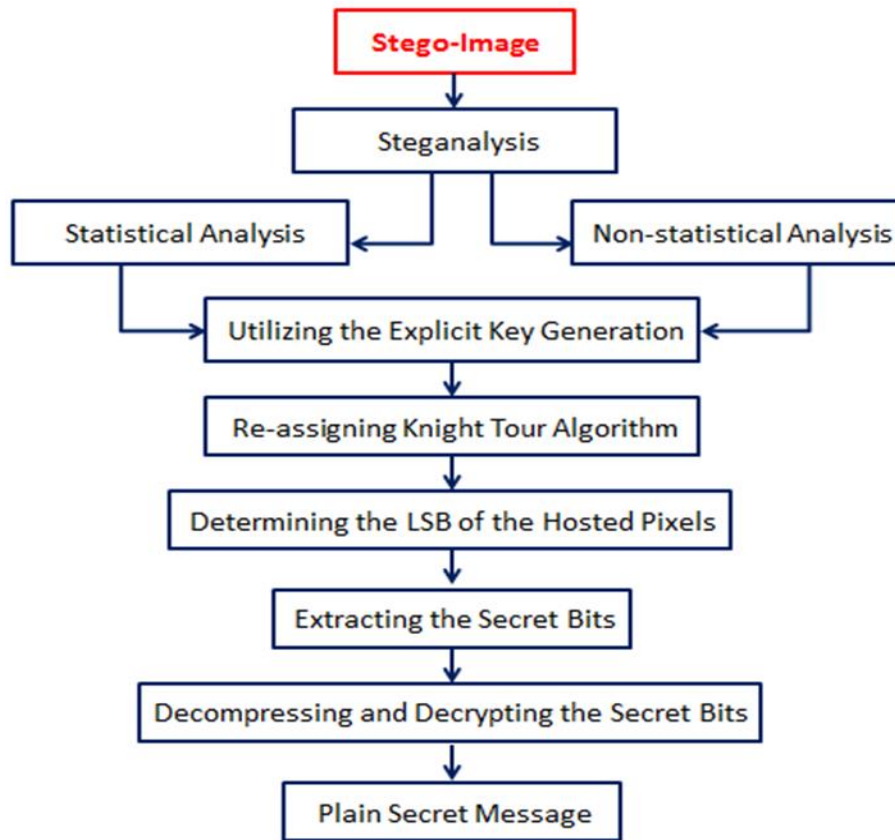 Stego-Image
Steganalysis
Statistical Analysis
Non-statistical Analysis
Utilizing the Explicit Key Generation
Re-assigning Knight Tour Algorithm
Determining the LSB of the Hosted Pixels
Extracting the Secret Bits
Decompressing and Decrypting the Secret Bits
Plain Secret Message